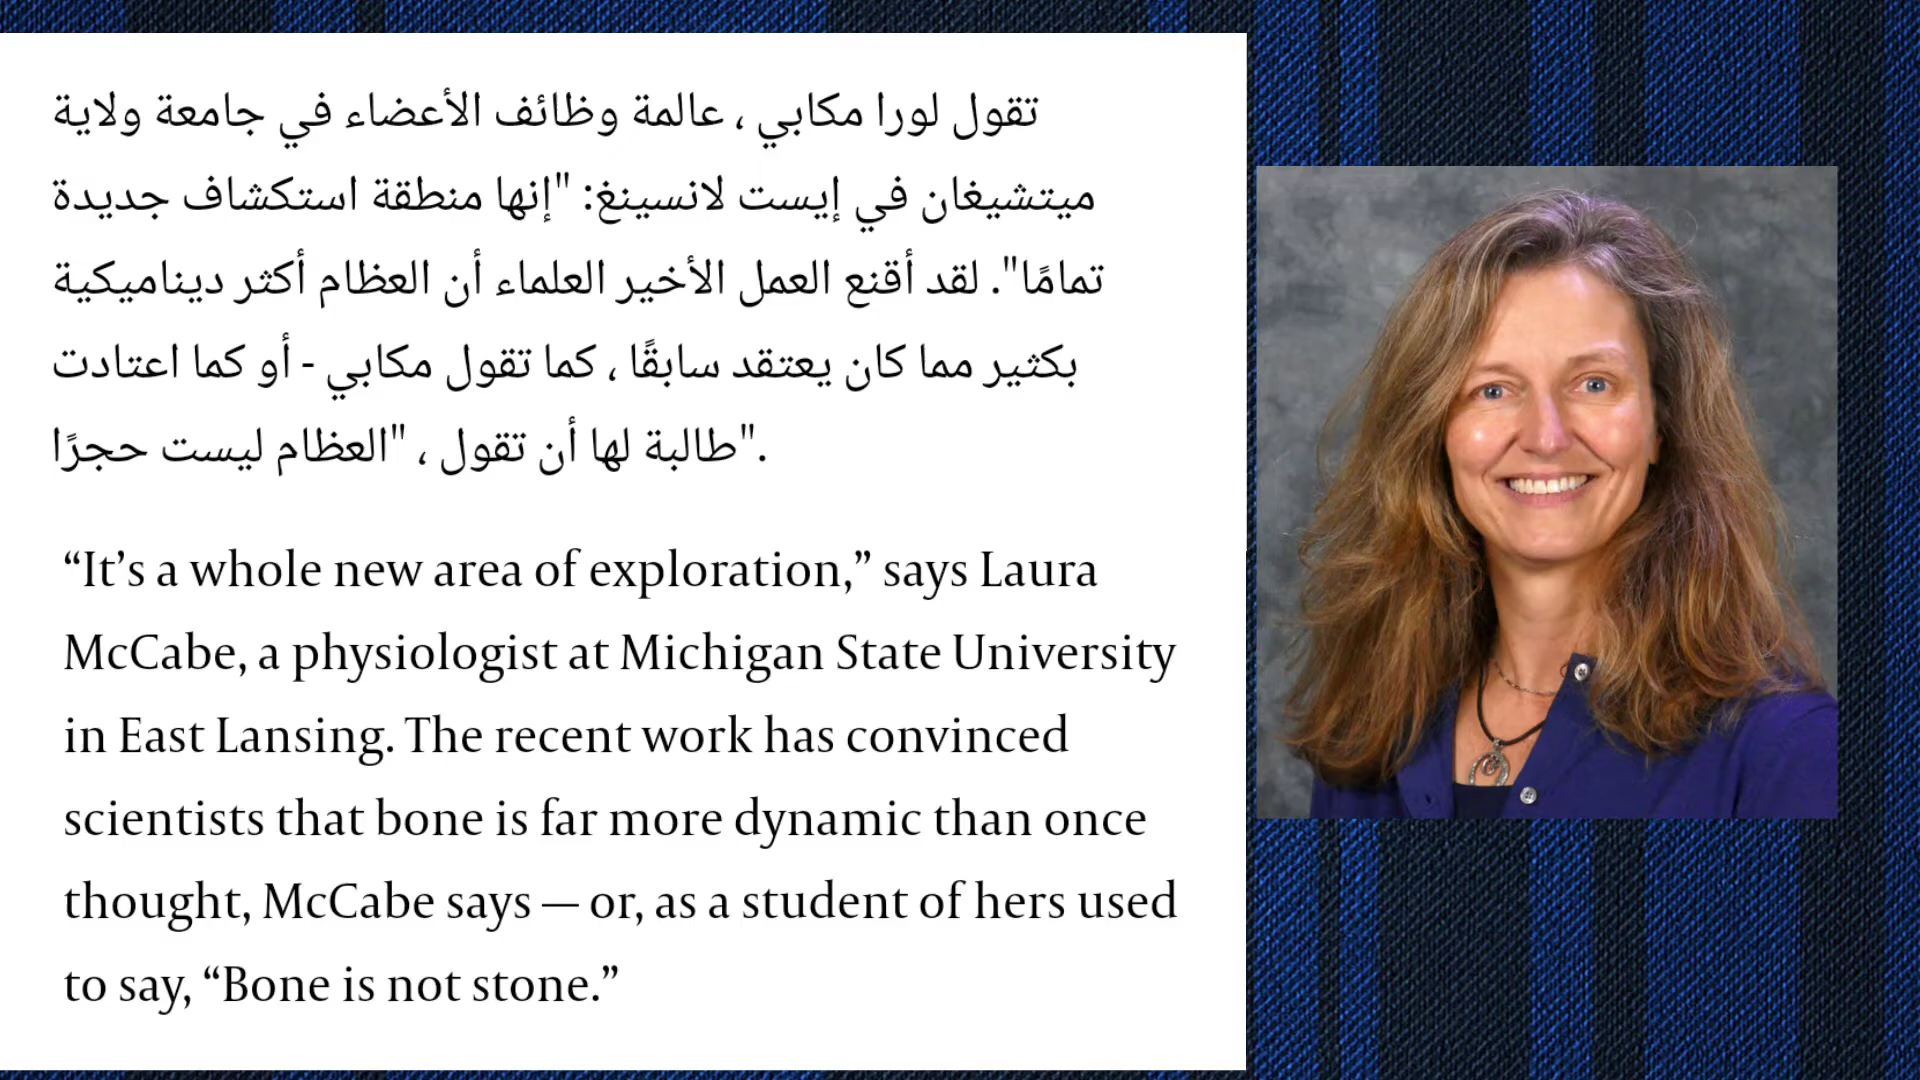 تقول لورا مكابي ، عالمة وظائف الأعضاء في جامعة ولاية
ميتشيغان في إيست لانسينغ: "إنها منطقة استكشاف جديدة
تمامًا". لقد أقنع العمل الأخير العلماء أن العظام أكثر ديناميكية
بكثير مما كان يعتقد سابقًا ، كما تقول مكابي - أو كما اعتادت
طالبة لها أن تقول ، "العظام ليست حجرًا".
“It’s a whole new area of exploration,” says Laura
McCabe, a physiologist at Michigan State University
in East Lansing. The recent work has convinced
scientists that bone is far more dynamic than once
thought, McCabe says — or, as a student of hers used
to say, “Bone is not stone.”